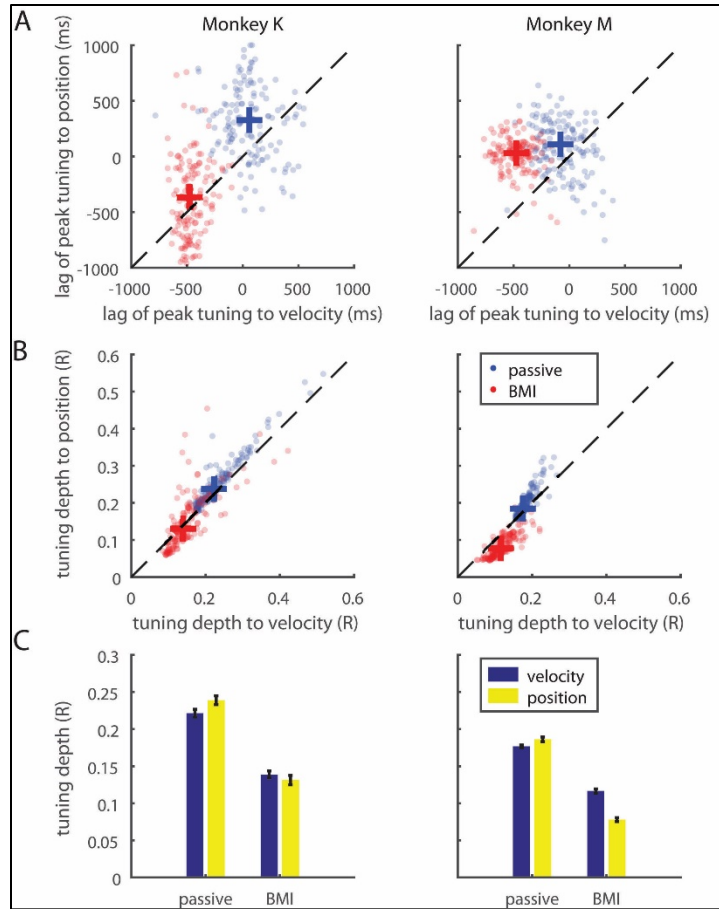 A
Monkey K
Monkey M
lag of peak tuning to position (ms)
1000
500
0
-500
-1000
-1000 -500 0 500 1000
-1000 -500 0 500 1000
lag of peak tuning to velocity (ms)
lag of peak tuning to velocity (ms)
B
tuning depth to position (R)
0.6
0.5
0.4
0.3
0.2
0.1
0
passive
BMI
0 0.2 0.4 0.6
0 0.2 0.4 0.6
tuning depth to velocity (R)
tuning depth to velocity (R)
C
tuning depth (R)
0.3
0.25
0.2
0.15
0.1
0.05
0
velocity
position
passive BMI
passive BMI